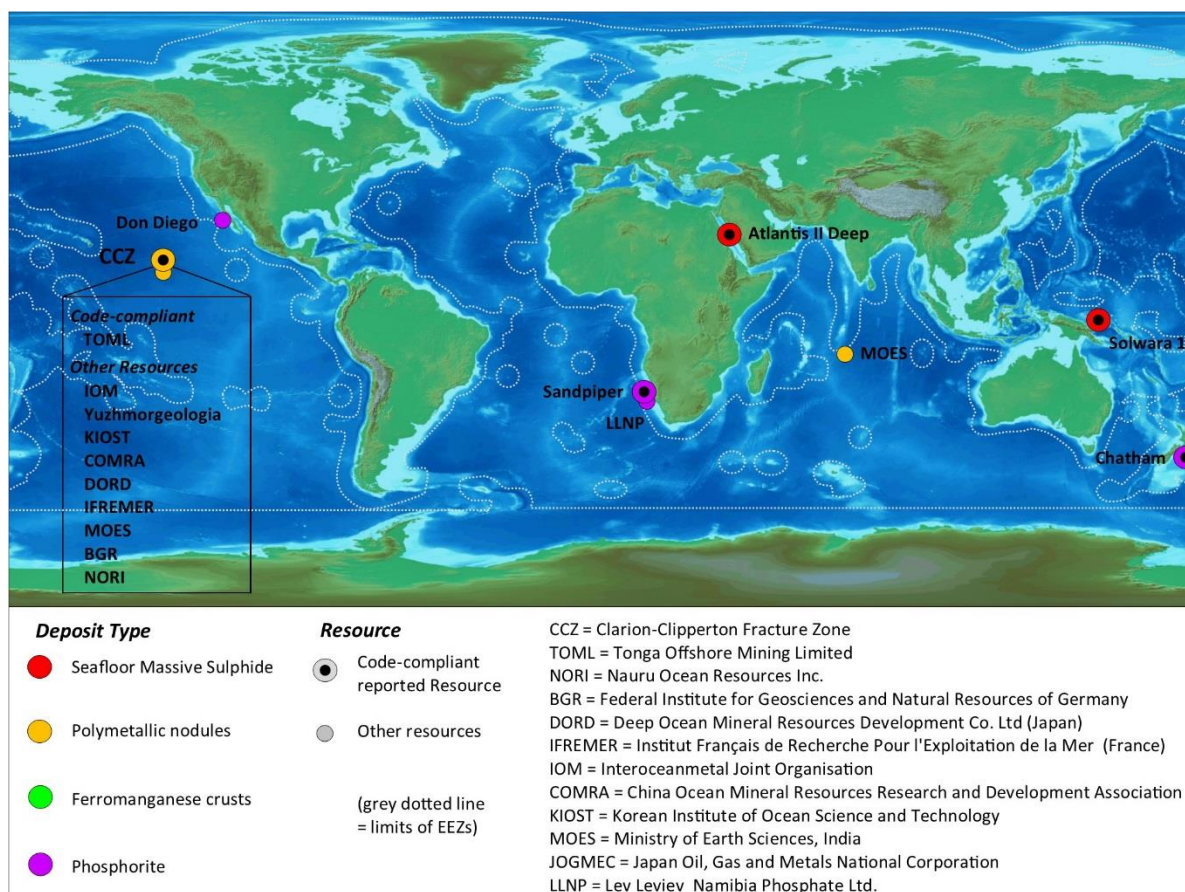 Don Diego
CCZ
Code-compliant
TOML
Other Resources
IOM
Yuzhmorgeologia
KIOST
COMRA
DORD
IFREMER
MOES
BGR
NORI
Atlantis II Deep
Solwara 1
MOES
Sandpiper
LLNP
Chatham
Deposit Type
Seafloor Massive Sulphide
Polymetallic nodules
Ferromanganese crusts
Phosphorite
Resource
Code-compliant
reported Resource
Other resources
(grey dotted line
= limits of EEZs)
CCZ = Clarion-Clipperton Fracture Zone
TOML = Tonga Offshore Mining Limited
NORI = Nauru Ocean Resources Inc.
BGR = Federal Institute for Geosciences and Natural Resources of Germany
DORD = Deep Ocean Mineral Resources Development Co. Ltd (Japan)
IFREMER = Institut Français de Recherche Pour l'Exploitation de la Mer (France)
IOM = Interoceanmetal Joint Organisation
COMRA = China Ocean Mineral Resources Research and Development Association
KIOST = Korean Institute of Ocean Science and Technology
MOES = Ministry of Earth Sciences, India
JOGMEC = Japan Oil, Gas and Metals National Corporation
LLNP = Lev Leviev Namibia Phosphate Ltd.